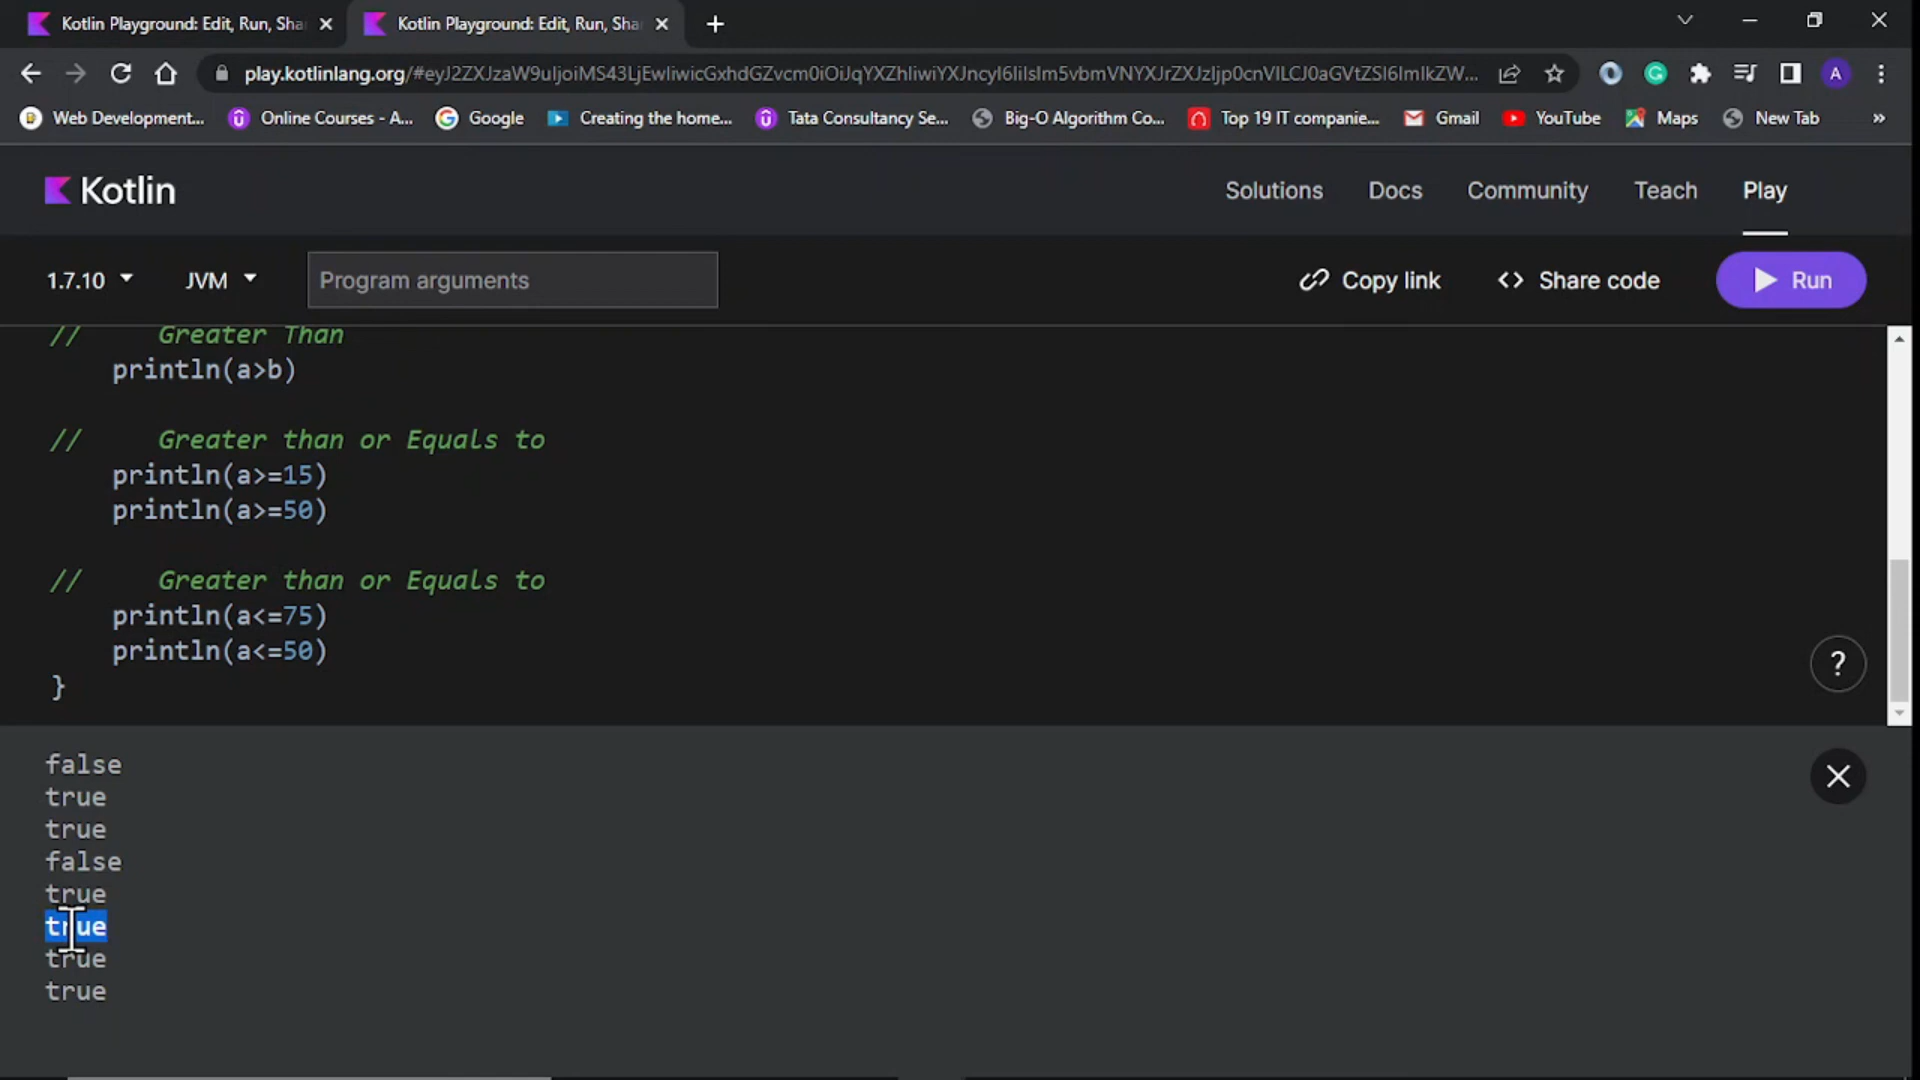 Kotlin Playground: Edit, Run, Sha
Kotlin Playground: Edit, Run, Sha
Web Development...
Online Courses - A...
Google
Creating the home...
Tata Consultancy Se...
Big-O Algorithm Co...
Top 19 IT companie...
Gmail
YouTube
Maps
New Tab
»
A
Kotlin
Solutions
Docs
Community
Teach
Play
1.7.10
JVM
Program arguments
Copy link
<> Share code
Run
// Greater Than
println(a>b)
// Greater than or Equals to
println(a>=15)
println(a>=50)
// Greater than or Equals to
println(a<=75)
println(a<=50)
}
?
false
true
true
false
true
true
true
true